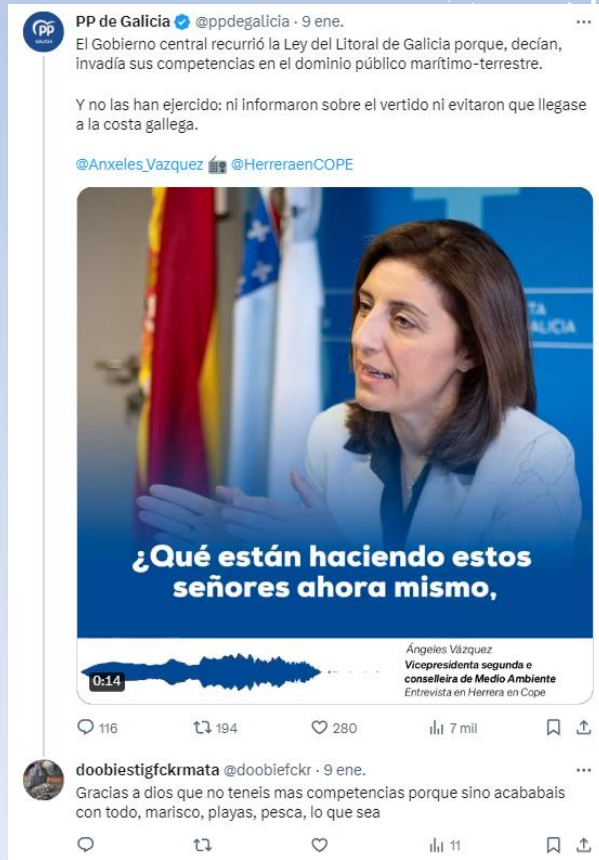 PP de Galicia @ppdegalicia · 9 ene.
El Gobierno central recurrió la Ley del Litoral de Galicia porque, decían,
invadía sus competencias en el dominio público marítimo-terrestre.
Y no las han ejercido: ni informaron sobre el vertido ni evitaron que llegase
a la costa gallega.
@Anxeles_Vazquez @HerreraenCOPE
¿Qué están haciendo estos
señores ahora mismo,
0:14
Ángeles Vázquez
Vicepresidenta segunda e
conselleira de Medio Ambiente
Entrevista en Herrera en Cope
116 194 280 7 mil
doobiestigfckrmata @doobiefckr · 9 ene.
Gracias a dios que no teneis mas competencias porque sino acababais
con todo, marisco, playas, pesca, lo que sea
11